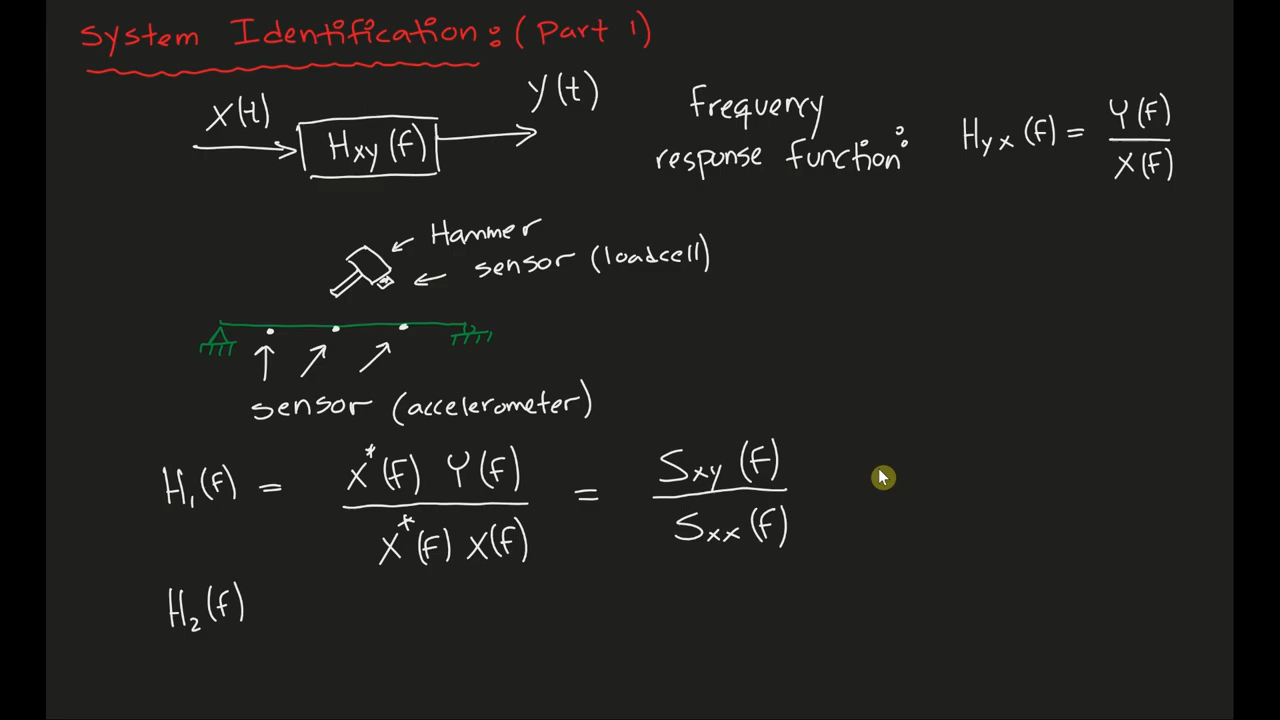 System Identification: (Part 1)
X(t)
Hxy(f)
Y(t)
Frequency
response function:
Hyx(f) = Y(f) / X(f)
Hammer
sensor (loadcell)
sensor (accelerometer)
H₁(f) = X*(f) Y(f) / X*(f) X(f) = Sxy(f) / Sxx(f)
H₂(f)